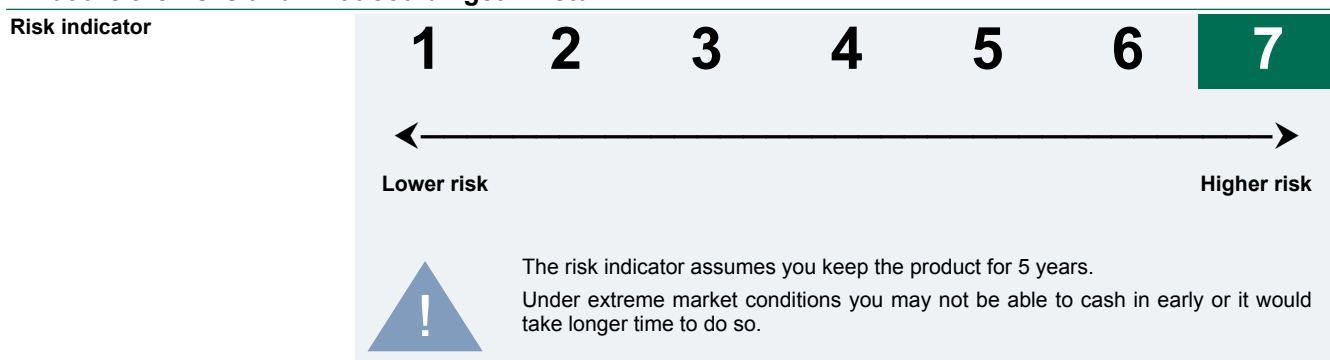 Risk indicator
1 2 3 4 5 6 7
Lower risk
Higher risk
!
The risk indicator assumes you keep the product for 5 years.
Under extreme market conditions you may not be able to cash in early or it would
take longer time to do so.